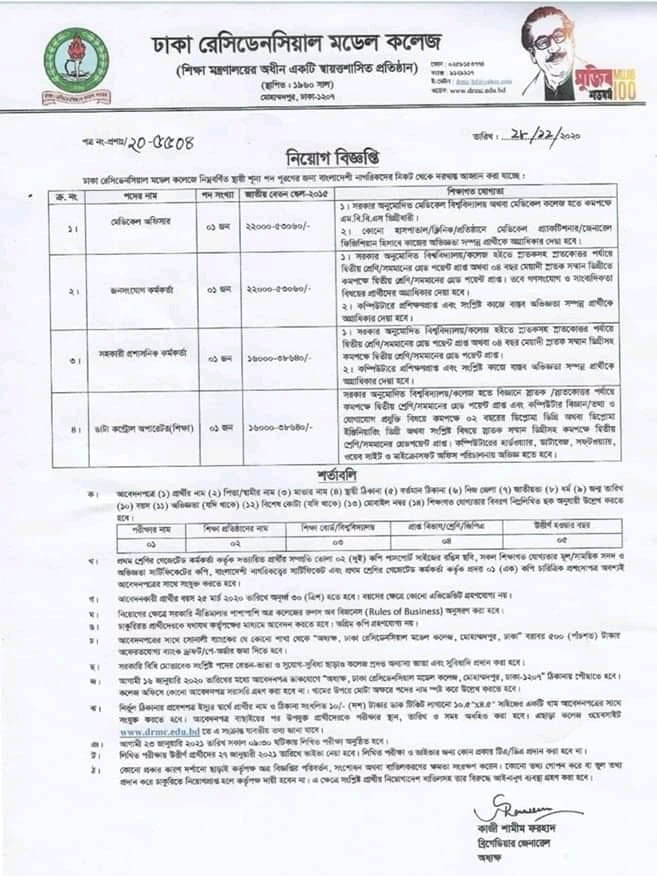 ঢাকা রেসিডেনসিয়াল মডেল কলেজ
(শিক্ষা মন্ত্রণালয়ের অধীন একটি স্বায়ত্তশাসিত প্রতিষ্ঠান)
(স্থাপিত : ১৯৬০ সাল)
মোহাম্মদপুর, ঢাকা-১২০৭
ওয়েব: www.drmc.edu.bd
মুজিব MUJIB
শতবর্ষ 100
পত্র নং-প্রশাঃ/২০-৫৫০৪
তারিখ : ২৮/১২/২০২০
নিয়োগ বিজ্ঞপ্তি
ঢাকা রেসিডেনসিয়াল মডেল কলেজে নিম্নবর্ণিত স্থায়ী শূন্য পদ পূরণের জন্য বাংলাদেশী নাগরিকদের নিকট থেকে দরখাস্ত আহ্বান করা যাচ্ছে :
ক্র. নং পদের নাম পদ সংখ্যা জাতীয় বেতন স্কেল-২০১৫ শিক্ষাগত যোগ্যতা
১। মেডিকেল অফিসার ০১ জন ২২০০০-৫৩০৬০/-
১। সরকার অনুমোদিত মেডিকেল বিশ্ববিদ্যালয় অথবা মেডিকেল কলেজ হতে কমপক্ষে
এম.বি.বি.এস ডিগ্রীধারী।
২। কোনো হাসপাতাল/ক্লিনিক/প্রতিষ্ঠানে মেডিকেল প্র্যাকটিশনার/জেনারেল
ফিজিশিয়ান হিসাবে কাজের অভিজ্ঞতা সম্পন্ন প্রার্থীকে অগ্রাধিকার দেয়া হবে।
২। জনসংযোগ কর্মকর্তা ০১ জন ২২০০০-৫৩০৬০/-
১। সরকার অনুমোদিত বিশ্ববিদ্যালয়/কলেজ হইতে স্নাতকসহ স্নাতকোত্তর পর্যায়ে
দ্বিতীয় শ্রেণি/সমমানের গ্রেড পয়েন্ট প্রাপ্ত অথবা ০৪ বছর মেয়াদী স্নাতক সম্মান ডিগ্রীতে
কমপক্ষে দ্বিতীয় শ্রেণি/সমমানের গ্রেড পয়েন্ট প্রাপ্ত। তবে গণসংযোগ ও সাংবাদিকতা
বিষয়ের প্রার্থীদের অগ্রাধিকার দেয়া হবে।
২। কম্পিউটারে প্রশিক্ষণপ্রাপ্ত এবং সংশ্লিষ্ট কাজে বাস্তব অভিজ্ঞতা সম্পন্ন প্রার্থীকে
অগ্রাধিকার দেয়া হবে।
৩। সহকারী প্রশাসনিক কর্মকর্তা ০১ জন ১৬০০০-৩৮৬৪০/-
১। সরকার অনুমোদিত বিশ্ববিদ্যালয়/কলেজ হইতে স্নাতকসহ স্নাতকোত্তর পর্যায়ে
দ্বিতীয় শ্রেণি/সমমানের গ্রেড পয়েন্ট প্রাপ্ত অথবা ০৪ বছর মেয়াদী স্নাতক সম্মান ডিগ্রীসহ
কমপক্ষে দ্বিতীয় শ্রেণি/সমমানের গ্রেড পয়েন্ট প্রাপ্ত।
২। কম্পিউটারে প্রশিক্ষণপ্রাপ্ত এবং সংশ্লিষ্ট কাজে বাস্তব অভিজ্ঞতা সম্পন্ন প্রার্থীকে
অগ্রাধিকার দেয়া হবে।
৪। ডাটা কন্ট্রোল অপারেটর(শিক্ষা) ০১ জন ১৬০০০-৩৮৬৪০/-
সরকার অনুমোদিত বিশ্ববিদ্যালয়/কলেজ হতে বিজ্ঞানে স্নাতক /স্নাতকোত্তর পর্যায়ে
কমপক্ষে দ্বিতীয় শ্রেণি/সমমানের গ্রেড পয়েন্ট প্রাপ্ত এবং কম্পিউটার বিজ্ঞান/তথ্য ও
যোগাযোগ প্রযুক্তি বিষয়ে কমপক্ষে ০২ বছরের ডিপ্লোমা ডিগ্রি অথবা ডিপ্লোমা
ইঞ্জিনিয়ারিং ডিগ্রী অথবা সংশ্লিষ্ট বিষয়ে স্নাতক সম্মান ডিগ্রীসহ কমপক্ষে দ্বিতীয়
শ্রেণি/সমমানের গ্রেডপয়েন্ট প্রাপ্ত। কম্পিউটারের হার্ডওয়্যার, ডাটাবেজ, সফ্টওয়্যার,
ওয়েব সাইট ও মাইক্রোসফট অফিস পরিচালনায় অভিজ্ঞ হতে হবে।
শর্তাবলি
ক। আবেদনপত্রে (১) প্রার্থীর নাম (২) পিতা/স্বামীর নাম (৩) মাতার নাম (৪) স্থায়ী ঠিকানা (৫) বর্তমান ঠিকানা (৬) নিজ জেলা (৭) জাতীয়তা (৮) ধর্ম (৯) জন্ম তারিখ
(১০) বয়স (১১) অভিজ্ঞতা (যদি থাকে) (১২) বিশেষ কোটা (যদি থাকে) (১৩) মোবাইল নম্বর (১৪) শিক্ষাগত যোগ্যতার বিবরণ নিম্নলিখিত ছক অনুযায়ী উল্লেখ করতে
হবে।
পরীক্ষার নাম শিক্ষা প্রতিষ্ঠানের নাম শিক্ষা বোর্ড/বিশ্ববিদ্যালয় প্রাপ্ত বিভাগ/শ্রেণি/জিপিএ উত্তীর্ণ হওয়ার বছর
০১ ০২ ০৩ ০৪ ০৫
খ। প্রথম শ্রেণির গেজেটেড কর্মকর্তা কর্তৃক সত্যায়িত প্রার্থীর সম্প্রতি তোলা ০২ (দুই) কপি পাসপোর্ট সাইজের রঙিন ছবি, সকল শিক্ষাগত যোগ্যতার মূল/সাময়িক সনদ ও
অভিজ্ঞতা সার্টিফিকেটের কপি, বাংলাদেশী নাগরিকত্বের সার্টিফিকেট এবং প্রথম শ্রেণির গেজেটেড কর্মকর্তা কর্তৃক প্রদত্ত ০১ (এক) কপি চারিত্রিক প্রশংসাপত্র অবশ্যই
আবেদনপত্রের সাথে সংযুক্ত করতে হবে।
গ। আবেদনকারী প্রার্থীর বয়স ২৫ মার্চ ২০২০ তারিখে অনূর্ধ্ব ৩০ (ত্রিশ) হতে হবে। বয়সের ক্ষেত্রে কোনো এফিডেভিট গ্রহণযোগ্য নয়।
ঘ। নিয়োগের ক্ষেত্রে সরকারি নীতিমালার পাশাপাশি অত্র কলেজের রুলস অব বিজনেস (Rules of Business) অনুসরণ করা হবে।
ঙ। চাকুরিরত প্রার্থীদেরকে যথাযথ কর্তৃপক্ষের মাধ্যমে আবেদন করতে হবে। অগ্রিম কপি গ্রহণযোগ্য নয়।
চ। আবেদনপত্রের সাথে সোনালী ব্যাংকের যে কোনো শাখা থেকে "অধ্যক্ষ, ঢাকা রেসিডেনসিয়াল মডেল কলেজ, মোহাম্মদপুর, ঢাকা" বরাবর ৫০০ (পাঁচশত) টাকার
অফেরতযোগ্য ব্যাংক ড্রাফট/পে-অর্ডার জমা দিতে হবে।
ছ। সরকারি বিধি মোতাবেক সংশ্লিষ্ট পদের বেতন-ভাতা ও সুযোগ-সুবিধা ছাড়াও কলেজ প্রদত্ত অন্যান্য ভাতা এবং সুবিধাদি প্রদান করা হবে।
জ। আগামী ১৬ জানুয়ারি ২০২০ তারিখের মধ্যে আবেদনপত্র ডাকযোগে "অধ্যক্ষ, ঢাকা রেসিডেনসিয়াল মডেল কলেজ, মোহাম্মদপুর, ঢাকা-১২০৭" ঠিকানায় পৌঁছাতে হবে।
কলেজ অফিসে কোনো আবেদনপত্র সরাসরি গ্রহণ করা হবে না। খামের উপরে মোটা অক্ষরে পদের নাম স্পষ্ট করে উল্লেখ করতে হবে।
ঝ। নির্ভুল ঠিকানায় প্রবেশপত্র ইস্যুর স্বার্থে প্রার্থীর নাম ও ঠিকানা সংবলিত ১০/- (দশ) টাকার ডাক টিকিট লাগানো ১০.৫"x৪.৫" সাইজের একটি খাম আবেদনপত্রের সাথে
সংযুক্ত করতে হবে। আবেদনপত্র বাছাইয়ের পর উপযুক্ত প্রার্থীদেরকে পরীক্ষার স্থান, তারিখ ও সময় অবহিত করা হবে। এছাড়া কলেজ ওয়েবসাইট
www.drmc.edu.bd তে এ সংক্রান্ত যাবতীয় তথ্য জানা যাবে।
ঞ। আগামী ২৩ জানুয়ারি ২০২১ তারিখ সকাল ০৯:৩০ ঘটিকায় লিখিত পরীক্ষা অনুষ্ঠিত হবে।
ট। লিখিত পরীক্ষায় উত্তীর্ণ প্রার্থীদের ২৭ জানুয়ারি ২০২১ তারিখে ভাইভা নেয়া হবে। লিখিত পরীক্ষা ও ভাইভার জন্য কোন প্রকার টিএ/ডিএ প্রদান করা হবে না।
ঠ। কোনো প্রকার কারণ দর্শানো ছাড়াই কর্তৃপক্ষ অত্র বিজ্ঞপ্তির পরিবর্তন, সংশোধন অথবা বাতিলকরণের ক্ষমতা সংরক্ষণ করেন। কোনো তথ্য গোপন করে বা ভুল তথ্য
প্রদান করে চাকুরিতে নিয়োগপ্রাপ্ত হলে কর্তৃপক্ষ দায়ী হবেন না। এ ক্ষেত্রে সংশ্লিষ্ট প্রার্থীর নিয়োগাদেশ বাতিলসহ তার বিরুদ্ধে আইনানুগ ব্যবস্থা গ্রহণ করা হবে।
কাজী শামীম ফরহাদ
ব্রিগেডিয়ার জেনারেল
অধ্যক্ষ